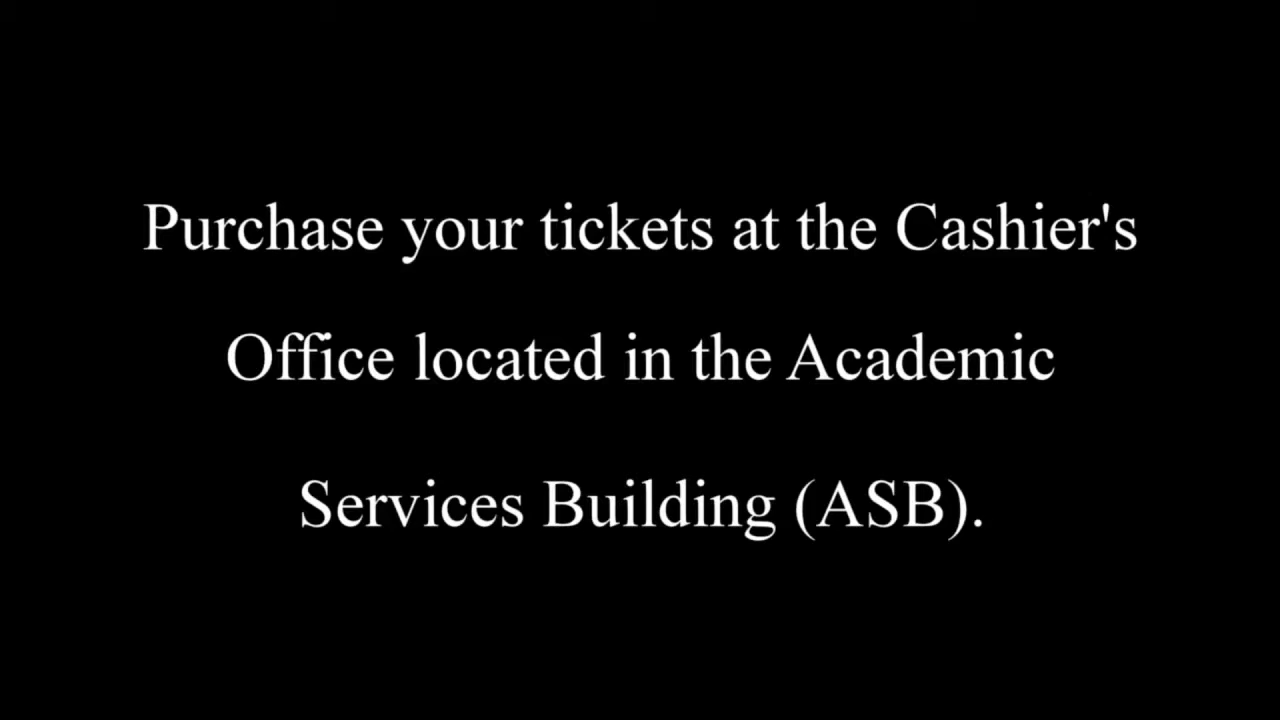 Purchase your tickets at the Cashier's
Office located in the Academic
Services Building (ASB).